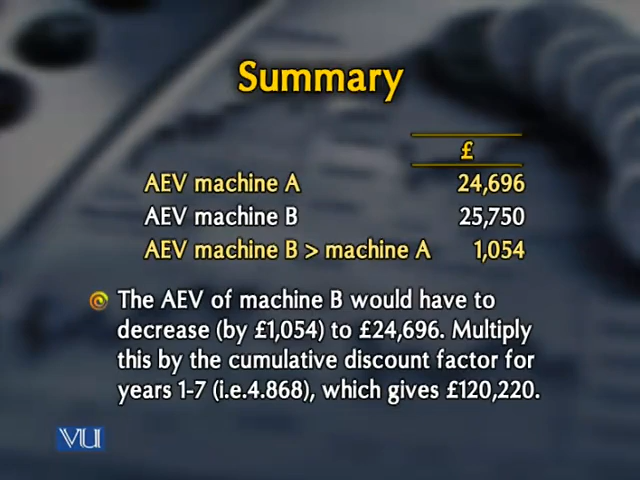 Summary
£
AEV machine A 24,696
AEV machine B 25,750
AEV machine B > machine A 1,054
The AEV of machine B would have to
decrease (by £1,054) to £24,696. Multiply
this by the cumulative discount factor for
years 1-7 (i.e.4.868), which gives £120,220.
VU